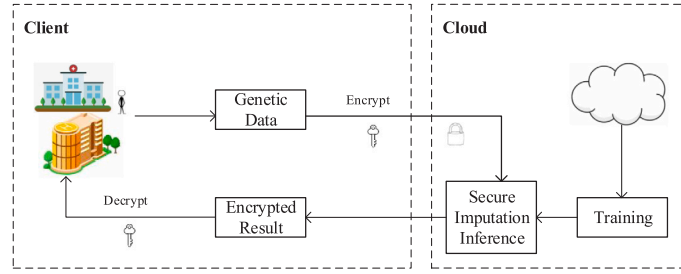 Client
Cloud
Genetic
Data
Encrypt
Decrypt
Encrypted
Result
Secure
Imputation
Inference
Training